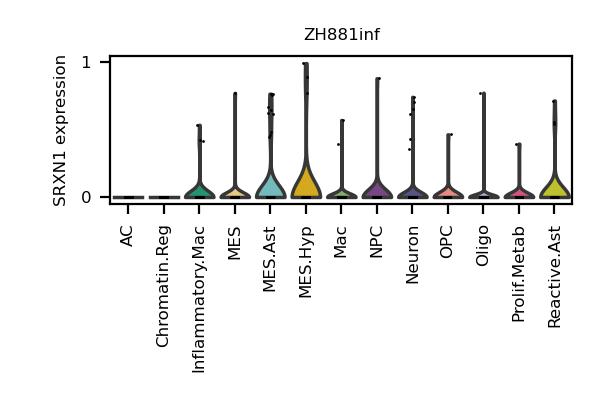 ZH881inf
SRXN1 expression
1
0
AC
Chromatin.Reg
Inflammatory.Mac
MES
MES.Ast
MES.Hyp
Mac
NPC
Neuron
OPC
Oligo
Prolif.Metab
Reactive.Ast